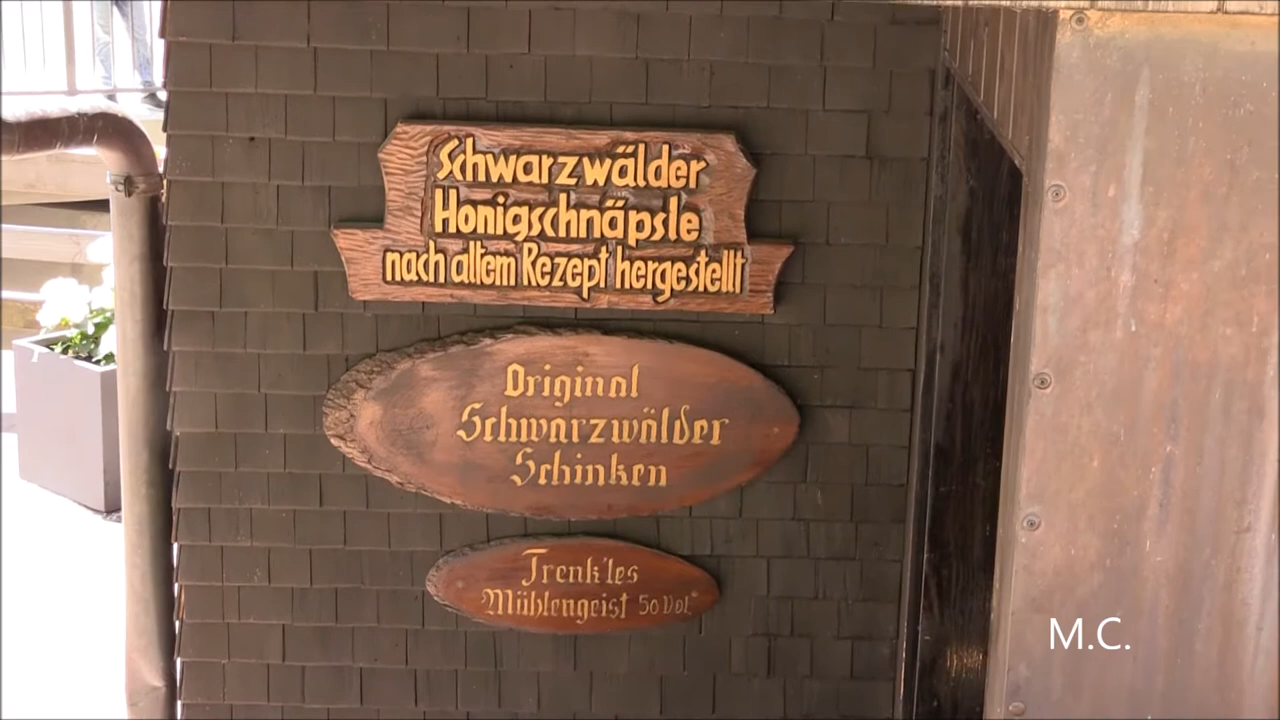 Schwarzwälder
Honigschnäpsle
nach altem Rezept hergestellt
Original
Schwarzwälder
Schinken
Trenk'les
Mühlengeist 50 Vol.%
M.C.